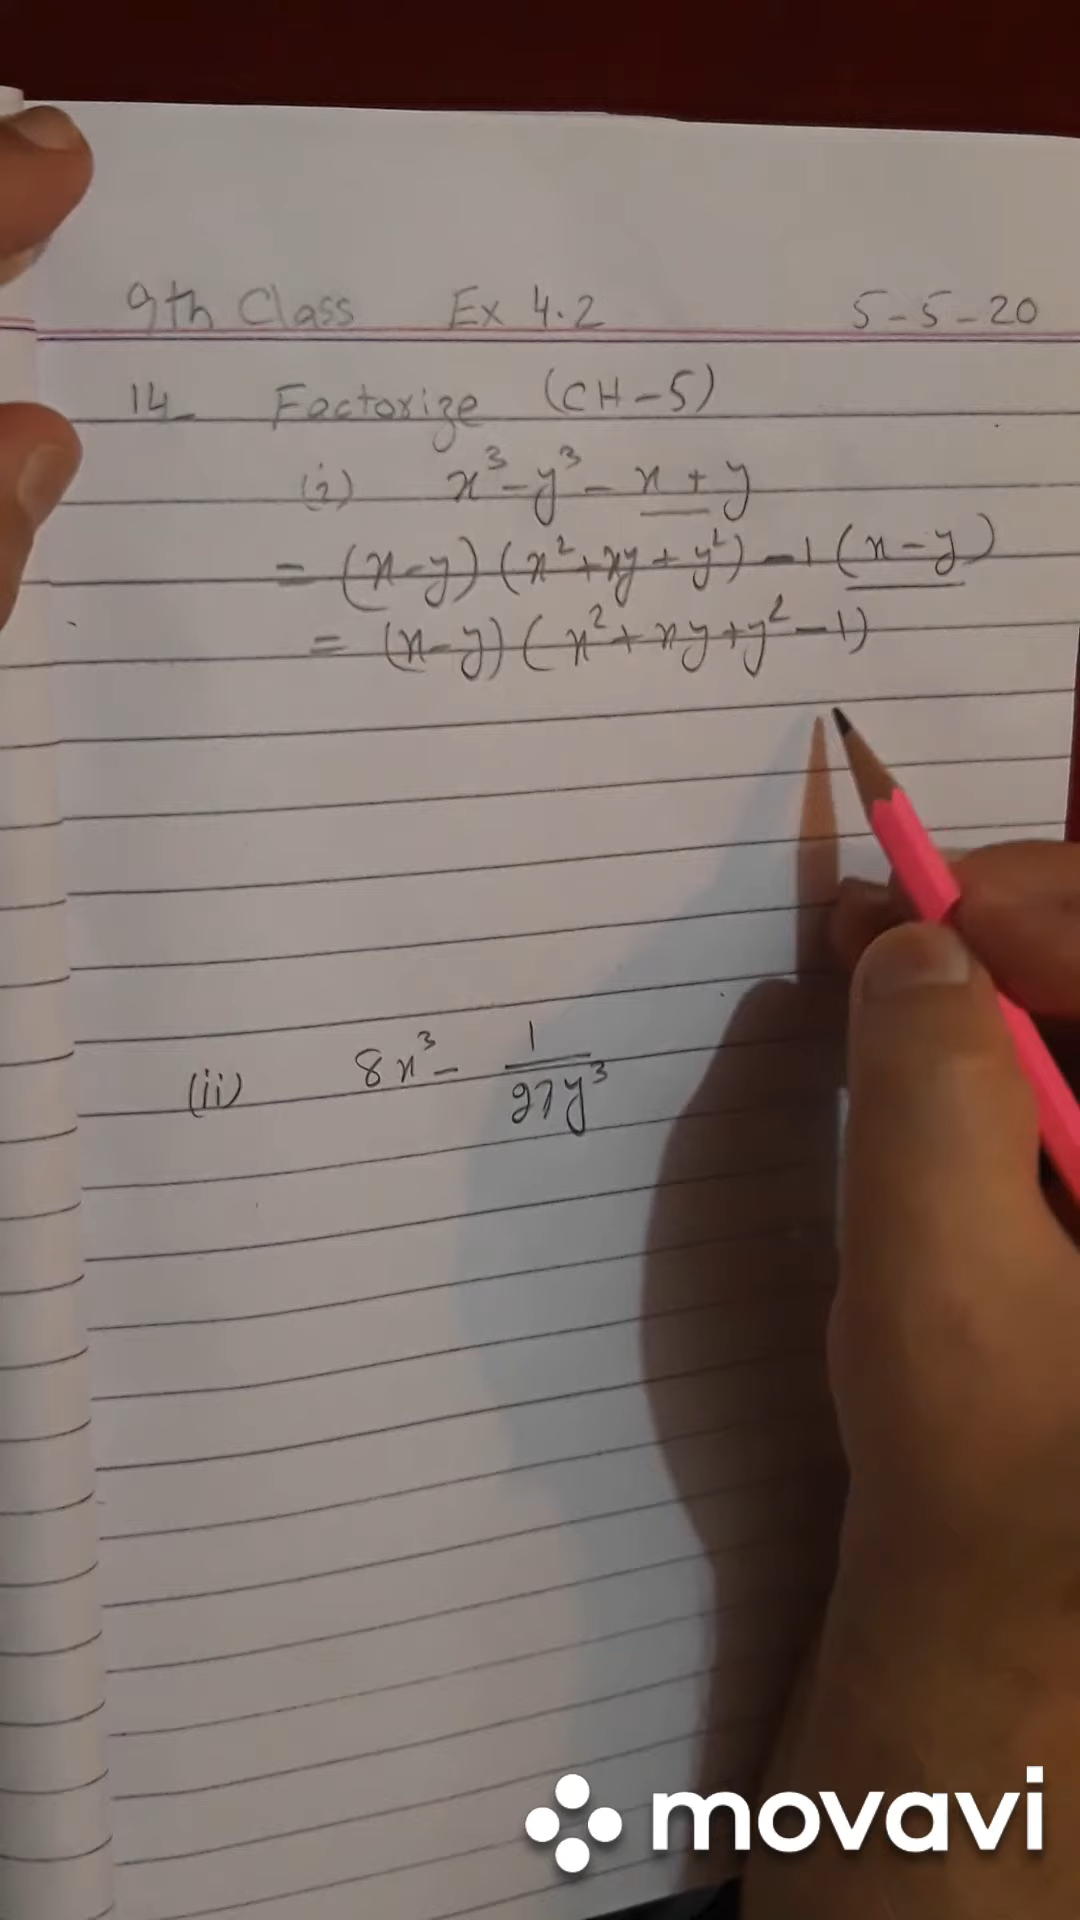 9th Class Ex 4.2 5-5-20
14 Factorize (CH-5)
(i) x³ - y³ - x + y
= (x-y) (x² + xy + y²) - 1 (x - y)
= (x-y) (x² + xy + y² - 1)
(ii) 8x³ - 1/27y³
movavi